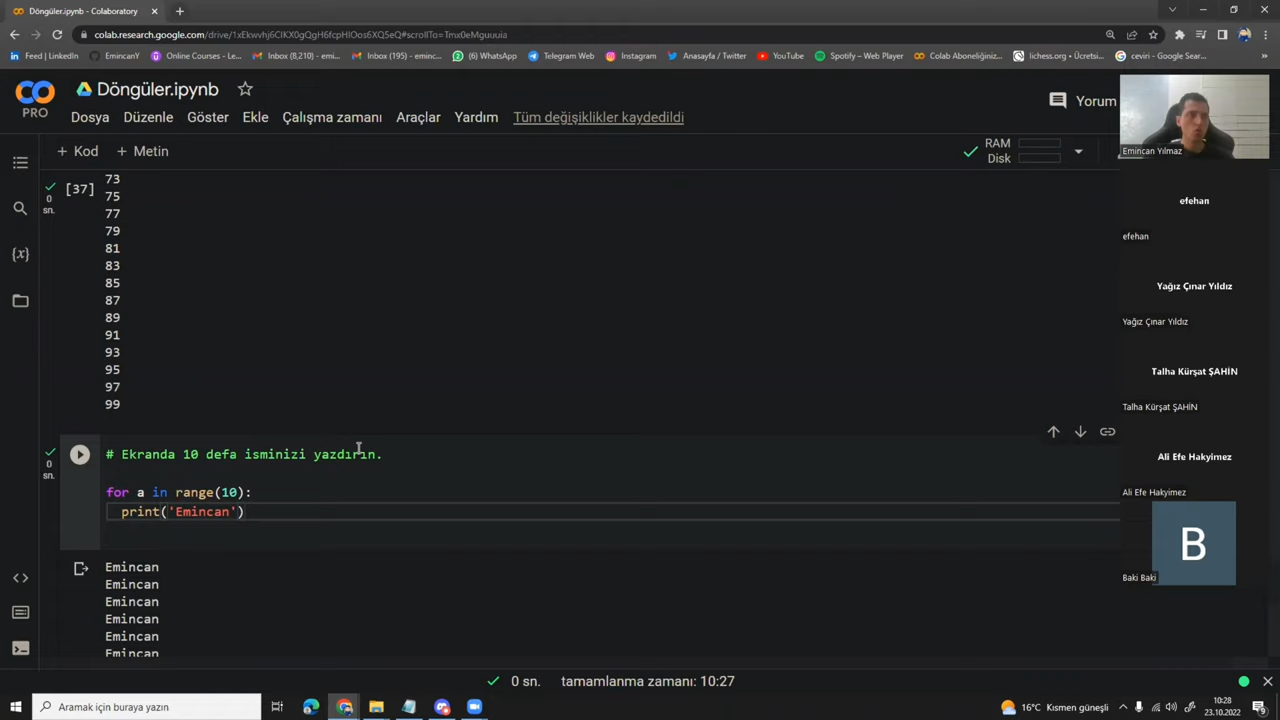 Döngüler.ipynb - Colaboratory
colab.research.google.com/drive/1xEkwvhj6ClKX0gQgH6fcpHIOos6XQ5eQ#scrollTo=Tmx0eMguuuia
Feed | LinkedIn
EmincanY
Online Courses - Le...
Inbox (8,210) - emi...
Inbox (195) - eminc...
(6) WhatsApp
Telegram Web
Instagram
Anasayfa / Twitter
YouTube
Spotify – Web Player
Colab Aboneliğiniz...
lichess.org • Ücretsi...
ceviri - Google Sear...
Döngüler.ipynb
PRO
Dosya Düzenle Göster Ekle Çalışma zamanı Araçlar Yardım Tüm değişiklikler kaydedildi
Yorum
+ Kod + Metin
RAM
Disk
[37]
0
sn.
73
75
77
79
81
83
85
87
89
91
93
95
97
99
0
sn.
# Ekranda 10 defa isminizi yazdırın.
for a in range(10):
print('Emincan')
Emincan
Emincan
Emincan
Emincan
Emincan
Emincan
0 sn. tamamlanma zamanı: 10:27
Emincan Yılmaz
efehan
efehan
Yağız Çınar Yıldız
Yağız Çınar Yıldız
Talha Kürşat ŞAHİN
Talha Kürşat ŞAHİN
Ali Efe Hakyimez
Ali Efe Hakyimez
B
Baki Baki
Aramak için buraya yazın
16°C Kısmen güneşli
10:28
23.10.2022
9